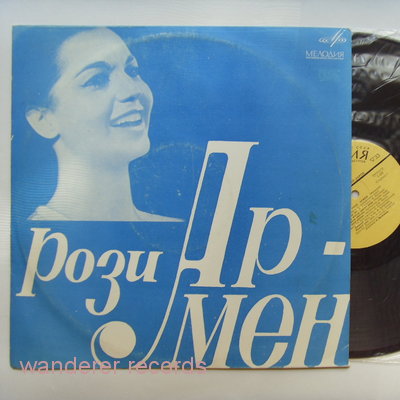 МЕЛОДИЯ
Рози
Ар-
мен
wanderer records